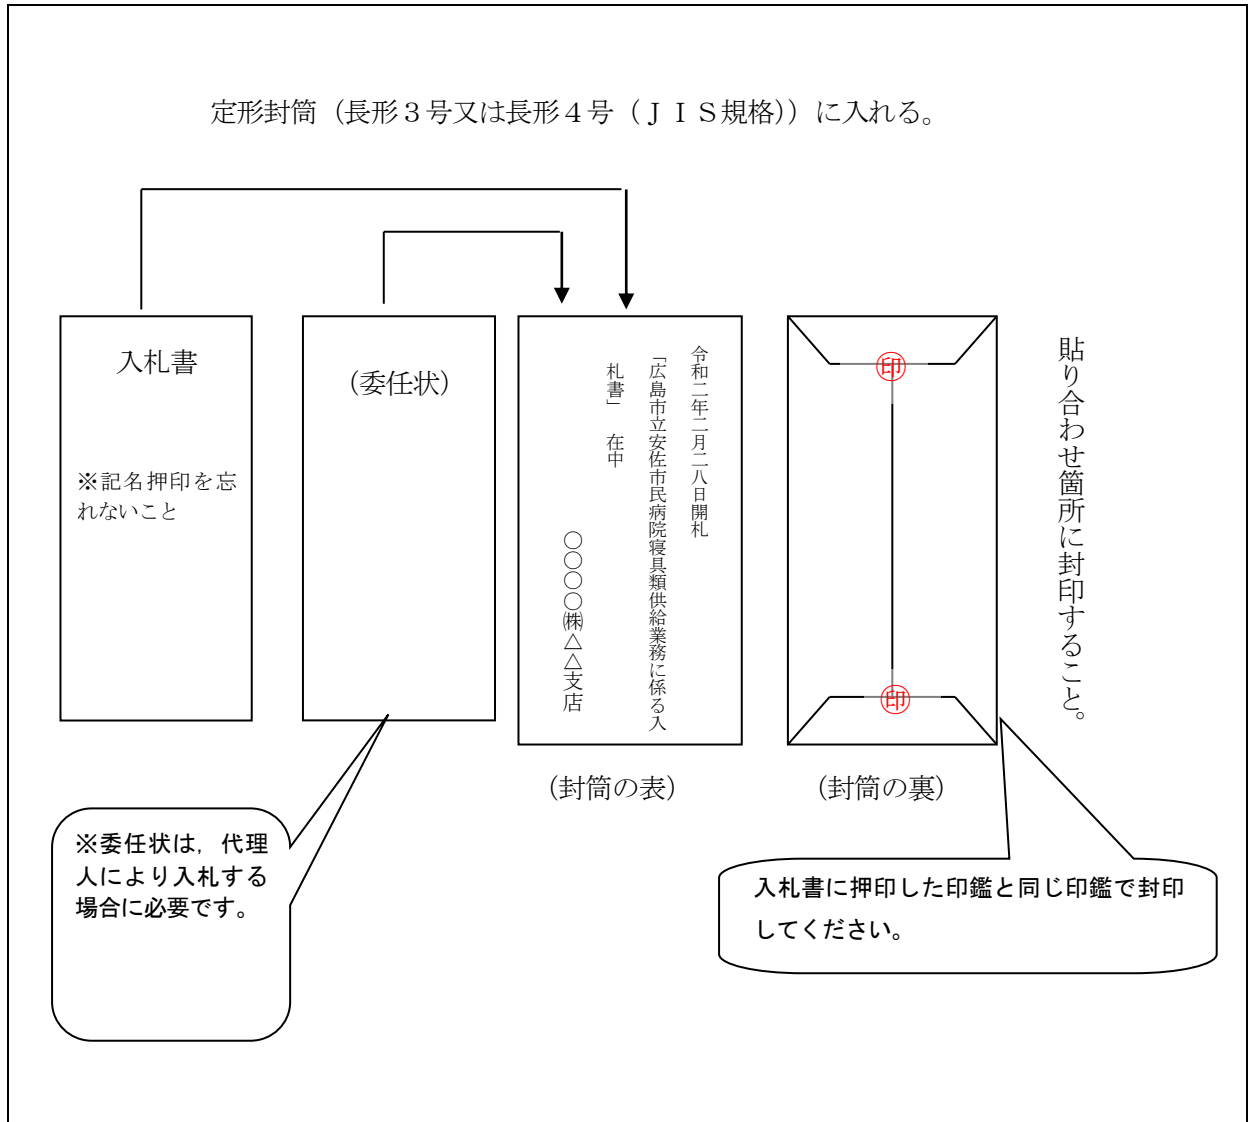 定形封筒（長形３号又は長形４号（ＪＩＳ規格））に入れる。
入札書
※記名押印を忘
れないこと
（委任状）
令和二年二月二八日開札
「広島市立安佐市民病院寝具類供給業務に係る入
札書」　在中
○○○○㈱△△支店
印
印
貼り合わせ箇所に封印すること。
（封筒の表）
（封筒の裏）
※委任状は，代理
人により入札する
場合に必要です。
入札書に押印した印鑑と同じ印鑑で封印
してください。